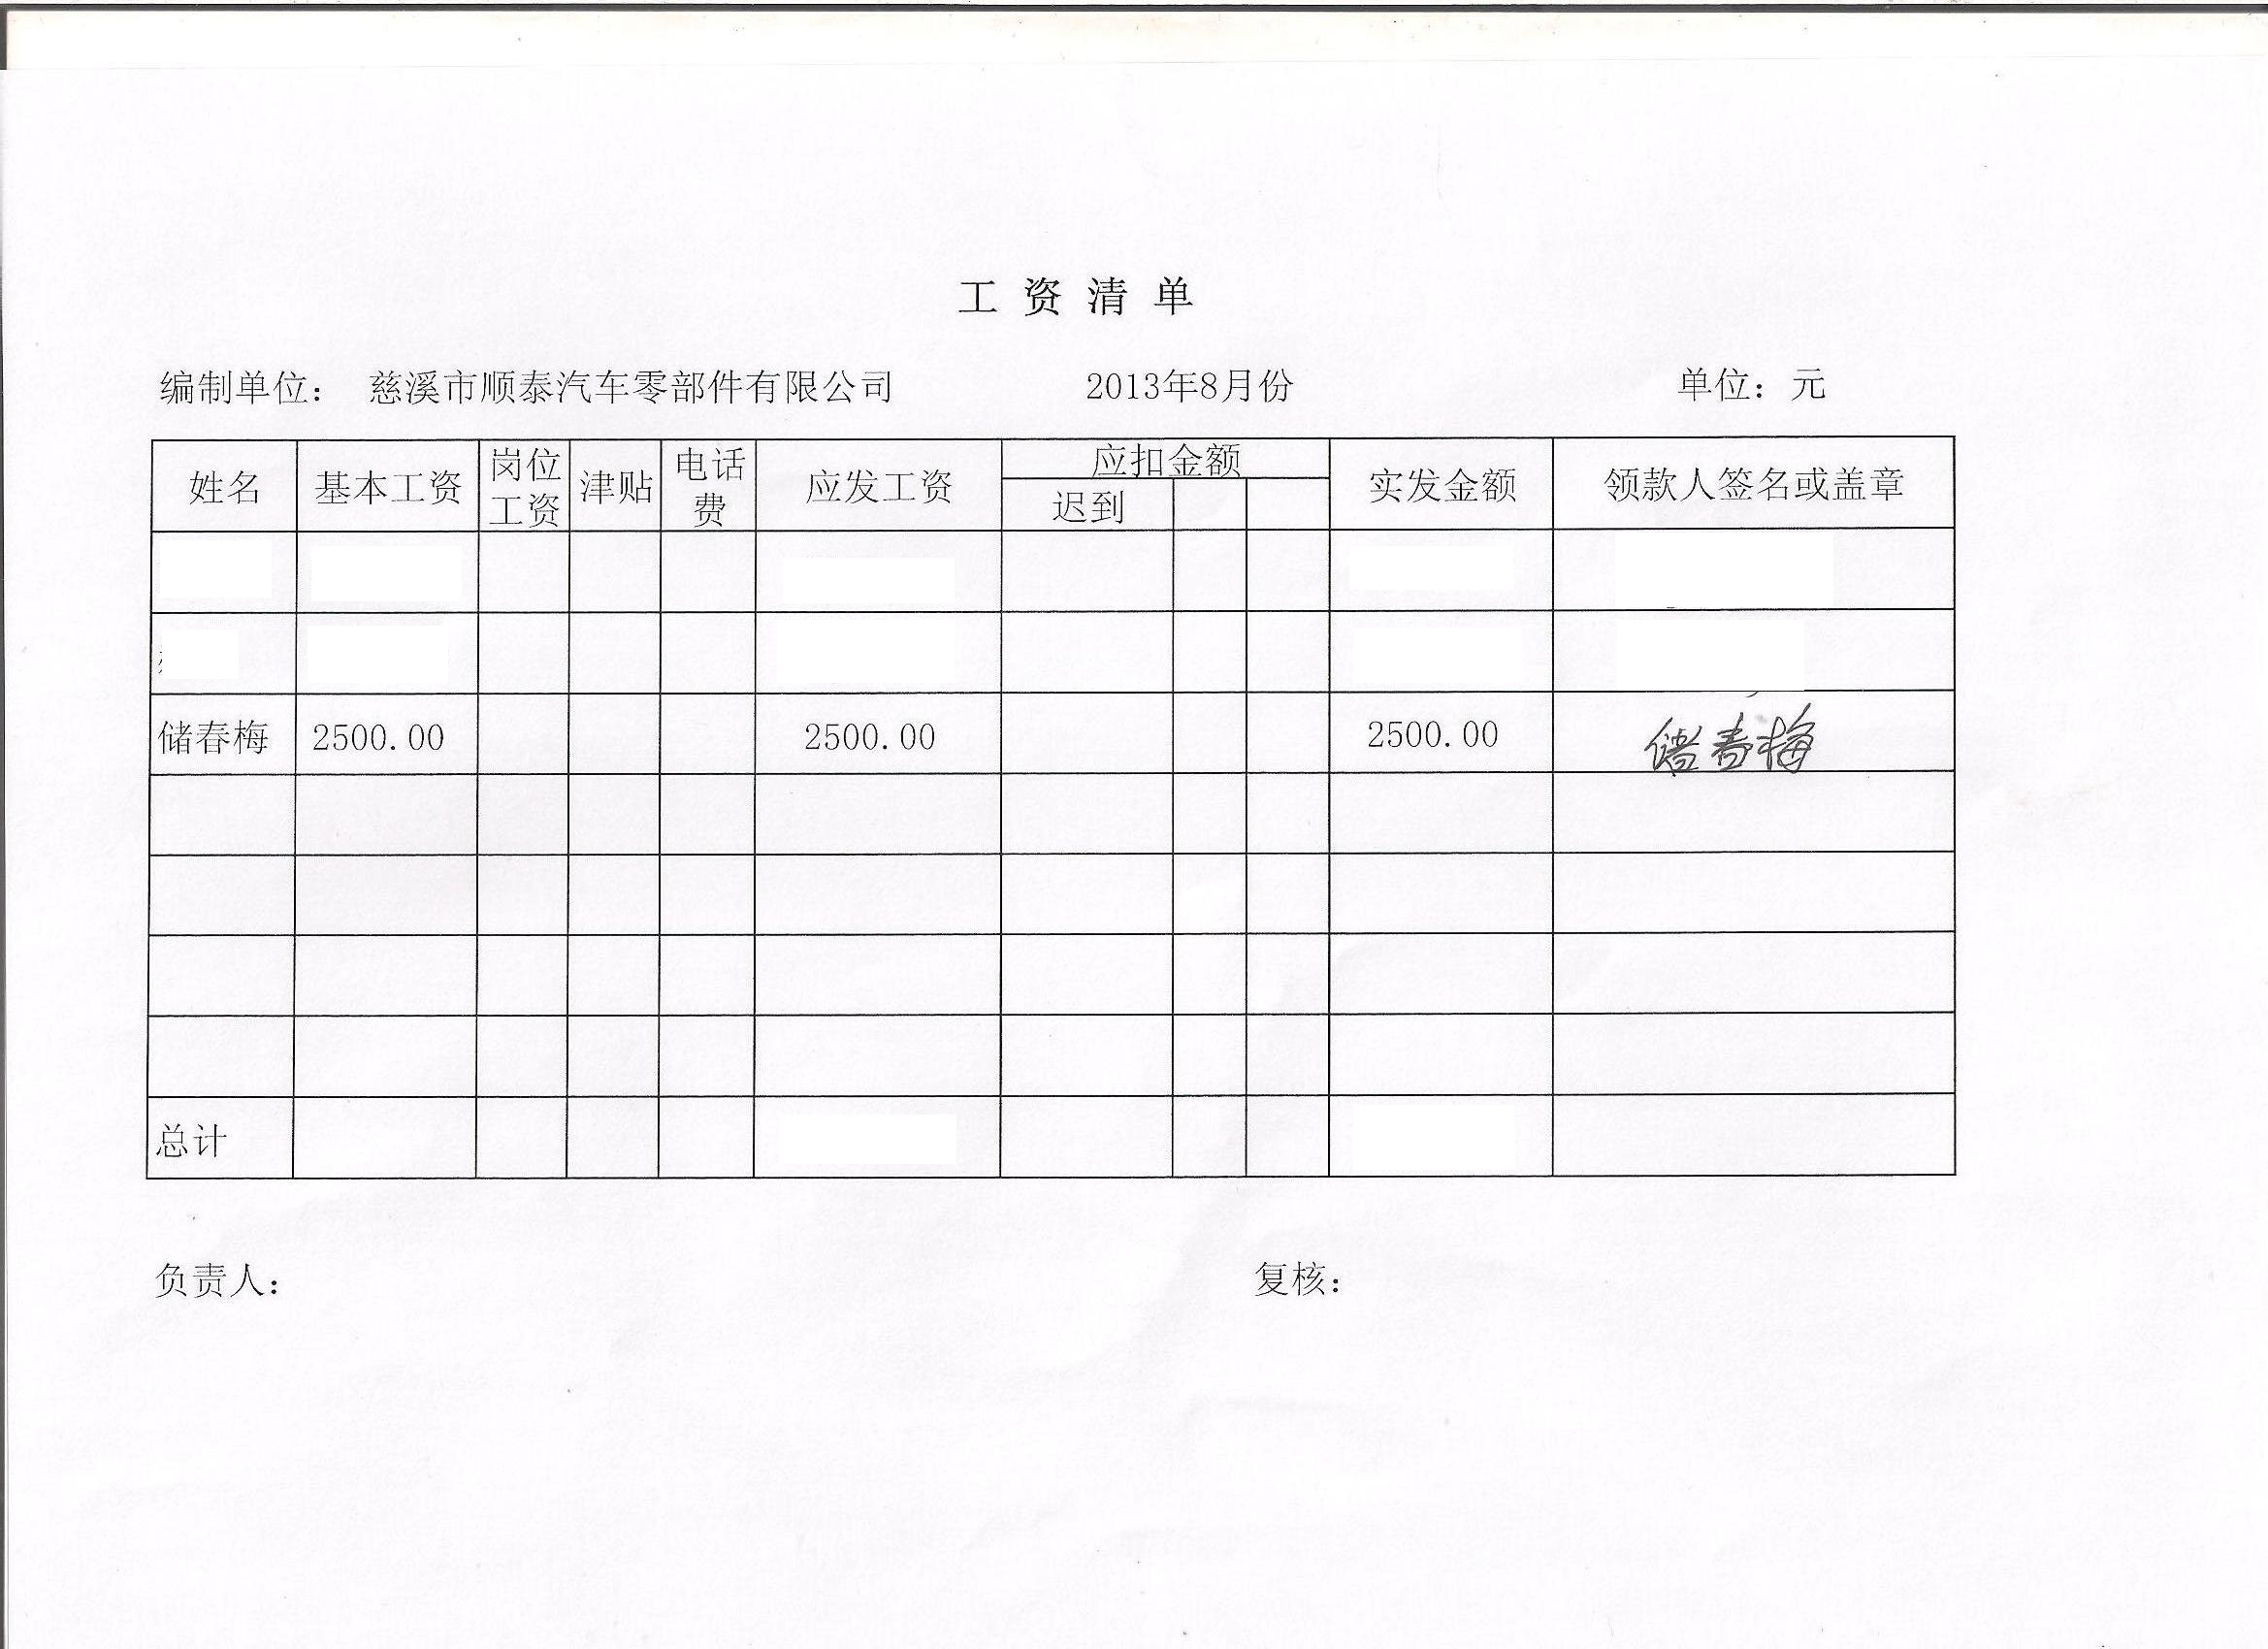 工资清单
编制单位： 慈溪市顺泰汽车零部件有限公司 2013年8月份 单位：元
姓名 基本工资 岗位工资 津贴 电话费 应发工资 应扣金额 实发金额 领款人签名或盖章
迟到
储春梅 2500.00 2500.00 2500.00 储春梅
总计
负责人： 复核：